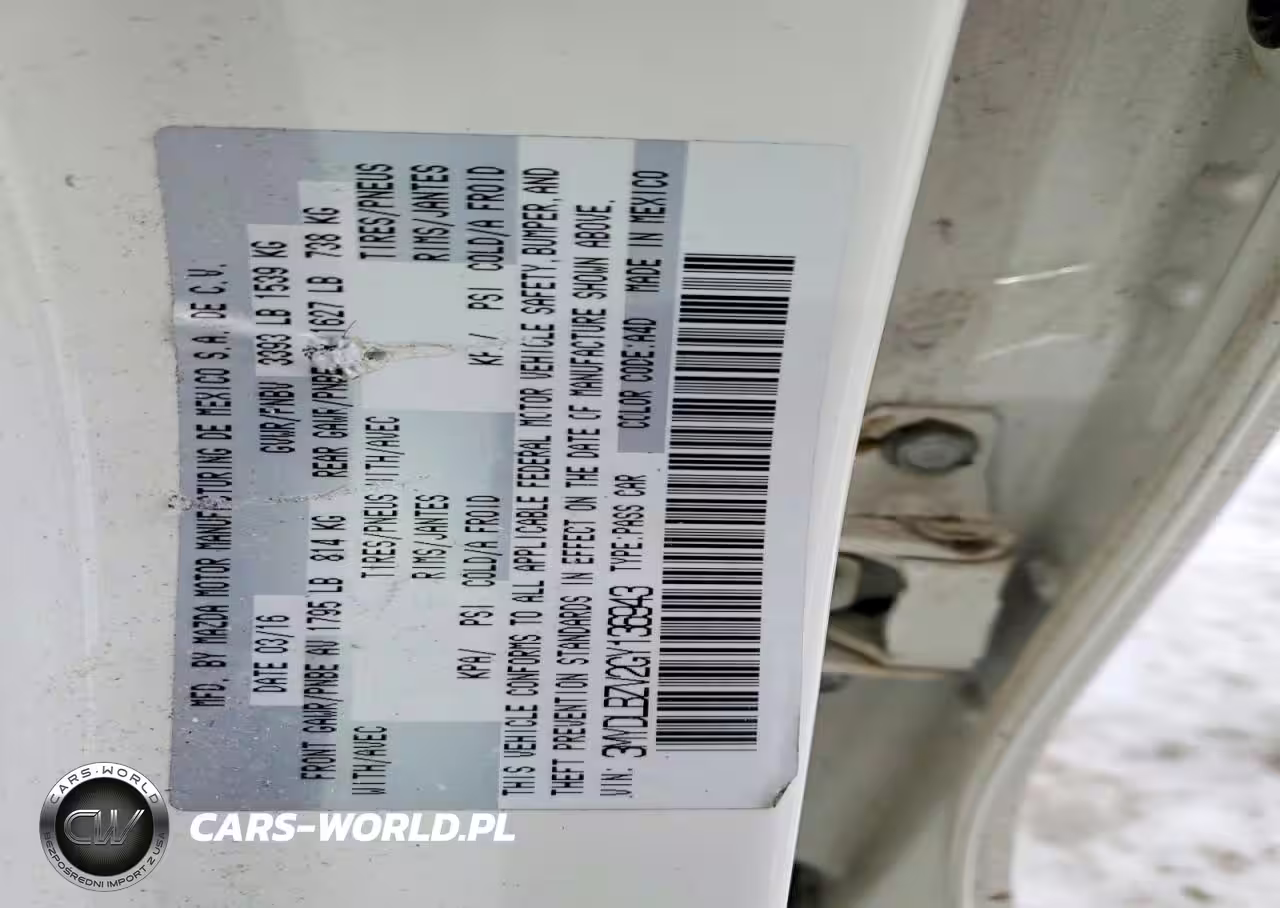 MFD. BY MAZDA MOTOR MANUFACTURING DE MEXICO S.A. DE C.V.
DATE 03/16 GVWR/PNBV 3393 LB 1539 KG
FRONT GAWR/PNBE AV 1795 LB 814 KG REAR GAWR/PNBE 1627 LB 738 KG
WITH/AVEC TIRES/PNEUS WITH/AVEC TIRES/PNEUS
RIMS/JANTES RIMS/JANTES
KPA/ PSI COLD/A FROID / PSI COLD/A FROID
THIS VEHICLE CONFORMS TO ALL APPLICABLE FEDERAL MOTOR VEHICLE SAFETY, BUMPER, AND
THEFT PREVENTION STANDARDS IN EFFECT ON THE DATE OF MANUFACTURE SHOWN ABOVE.
V.I.N: 3MYDLBZV2GY136943 TYPE:PASS CAR COLOR CODE:A4D MADE IN MEXICO
CARS-WORLD
CW
BEZPOŚREDNI IMPORT Z USA
CARS-WORLD.PL